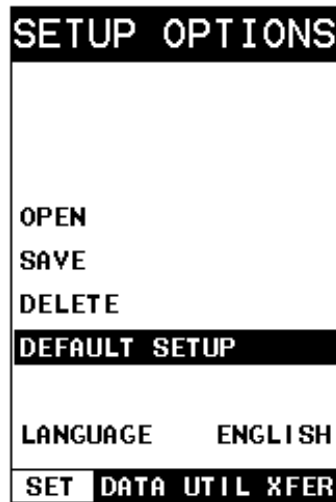 SETUP OPTIONS
OPEN
SAVE
DELETE
DEFAULT SETUP
LANGUAGE ENGLISH
SET DATA UTIL XFER